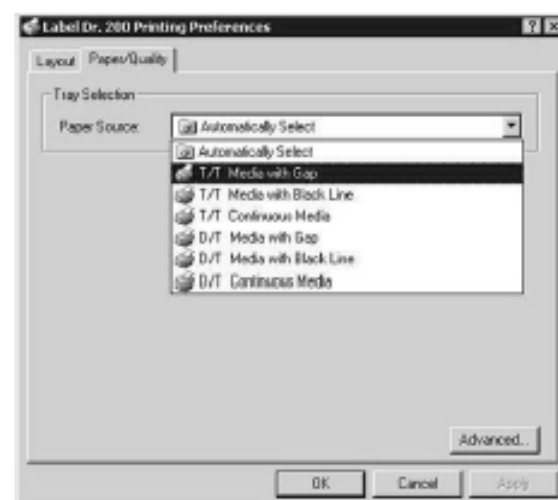 Label Dr. 200 Printing Preferences
Layout Paper/Quality
Tray Selection
Paper Source: Automatically Select
Automatically Select
T/T Media with Gap
T/T Media with Black Line
T/T Continuous Media
D/T Media with Gap
D/T Media with Black Line
D/T Continuous Media
Advanced..
OK Cancel Apply